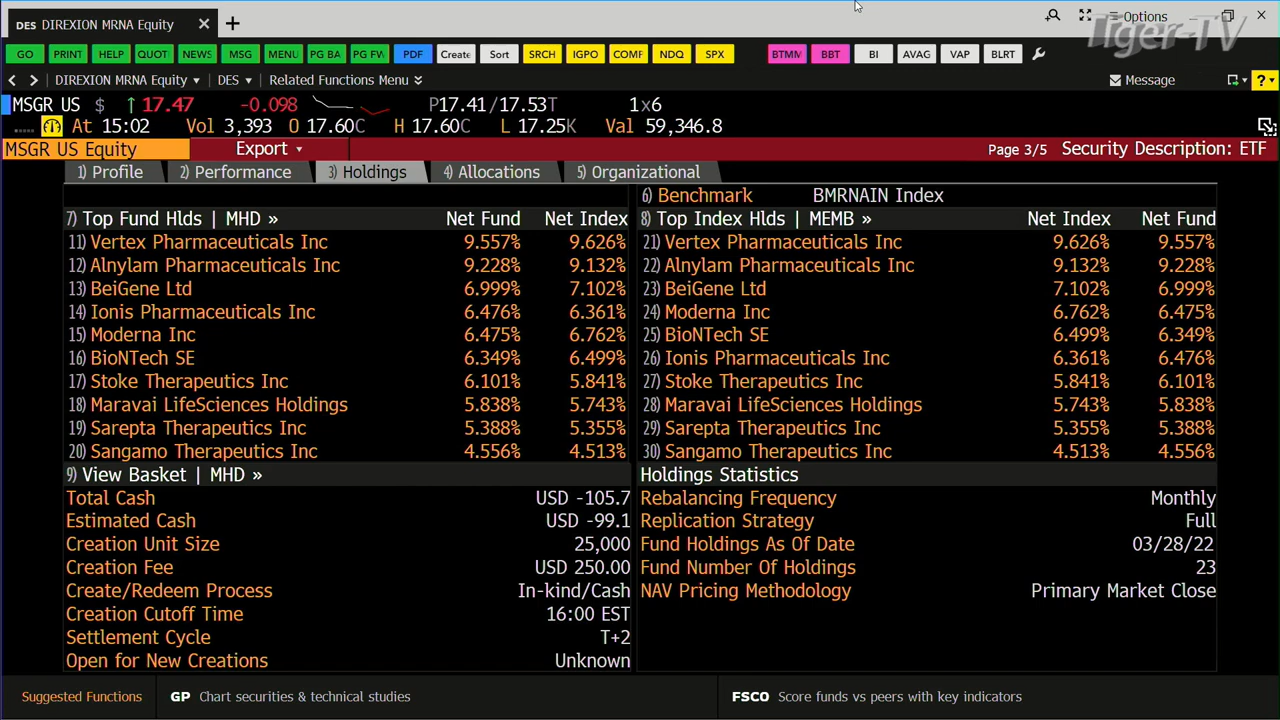 DES DIREXION MRNA Equity × +
Options
Tiger-TV
GO PRINT HELP QUOT NEWS MSG MENU PG BA PG FW PDF Create Sort SRCH IGPO COMF NDQ SPX BTMM BBT BI AVAG VAP BLRT
< > DIREXION MRNA Equity DES Related Functions Menu Message ?
MSGR US $ ↑ 17.47 -0.098 P17.41/17.53T 1x6
At 15:02 Vol 3,393 O 17.60C H 17.60C L 17.25K Val 59,346.8
MSGR US Equity Export Page 3/5 Security Description: ETF
1) Profile 2) Performance 3) Holdings 4) Allocations 5) Organizational
6) Benchmark BMRNAIN Index
7) Top Fund Hlds | MHD » Net Fund Net Index
11) Vertex Pharmaceuticals Inc 9.557% 9.626%
12) Alnylam Pharmaceuticals Inc 9.228% 9.132%
13) BeiGene Ltd 6.999% 7.102%
14) Ionis Pharmaceuticals Inc 6.476% 6.361%
15) Moderna Inc 6.475% 6.762%
16) BioNTech SE 6.349% 6.499%
17) Stoke Therapeutics Inc 6.101% 5.841%
18) Maravai LifeSciences Holdings 5.838% 5.743%
19) Sarepta Therapeutics Inc 5.388% 5.355%
20) Sangamo Therapeutics Inc 4.556% 4.513%
8) Top Index Hlds | MEMB » Net Index Net Fund
21) Vertex Pharmaceuticals Inc 9.626% 9.557%
22) Alnylam Pharmaceuticals Inc 9.132% 9.228%
23) BeiGene Ltd 7.102% 6.999%
24) Moderna Inc 6.762% 6.475%
25) BioNTech SE 6.499% 6.349%
26) Ionis Pharmaceuticals Inc 6.361% 6.476%
27) Stoke Therapeutics Inc 5.841% 6.101%
28) Maravai LifeSciences Holdings 5.743% 5.838%
29) Sarepta Therapeutics Inc 5.355% 5.388%
30) Sangamo Therapeutics Inc 4.513% 4.556%
9) View Basket | MHD »
Total Cash USD -105.7
Estimated Cash USD -99.1
Creation Unit Size 25,000
Creation Fee USD 250.00
Create/Redeem Process In-kind/Cash
Creation Cutoff Time 16:00 EST
Settlement Cycle T+2
Open for New Creations Unknown
Holdings Statistics
Rebalancing Frequency Monthly
Replication Strategy Full
Fund Holdings As Of Date 03/28/22
Fund Number Of Holdings 23
NAV Pricing Methodology Primary Market Close
Suggested Functions GP Chart securities & technical studies FSCO Score funds vs peers with key indicators